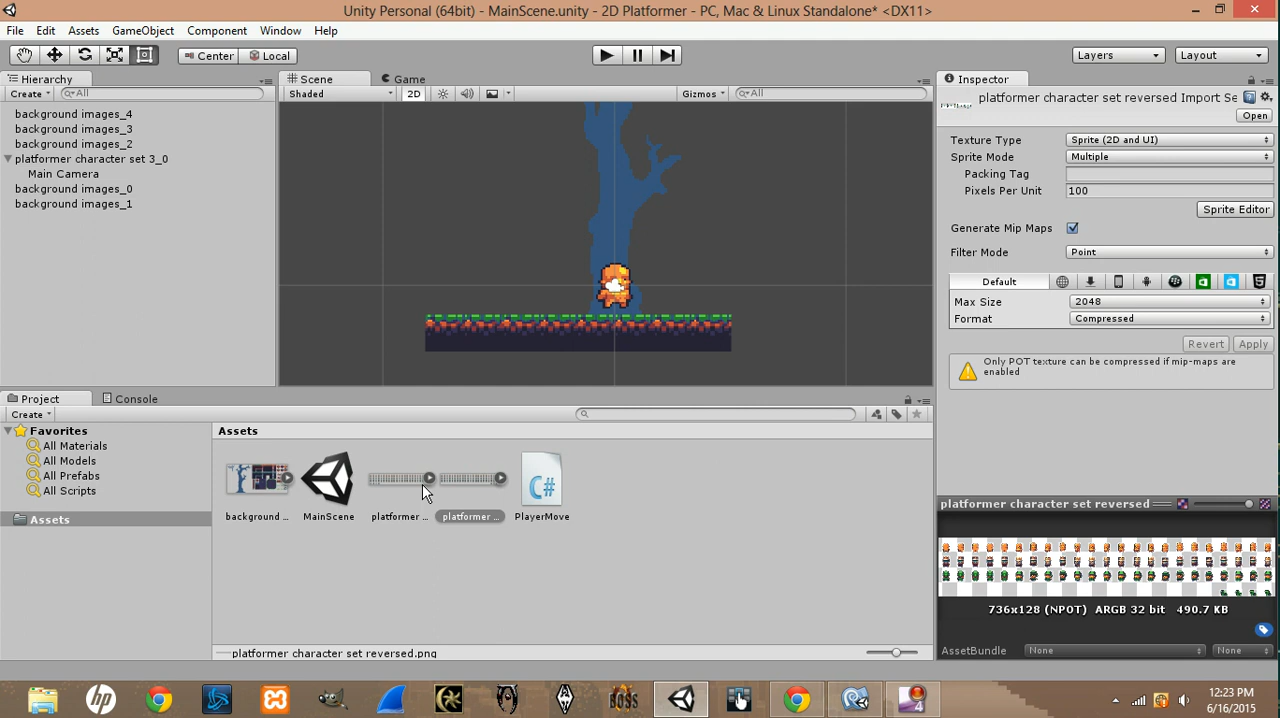 Unity Personal (64bit) - MainScene.unity - 2D Platformer - PC, Mac & Linux Standalone* <DX11>
File Edit Assets GameObject Component Window Help
Center Local Layers Layout
Hierarchy
Create All
background images_4
background images_3
background images_2
platformer character set 3_0
Main Camera
background images_0
background images_1
Scene Game
Shaded 2D Gizmos All
Inspector
platformer character set reversed Import Se
Open
Texture Type Sprite (2D and UI)
Sprite Mode Multiple
Packing Tag
Pixels Per Unit 100
Sprite Editor
Generate Mip Maps
Filter Mode Point
Default
Max Size 2048
Format Compressed
Revert Apply
Only POT texture can be compressed if mip-maps are
enabled
Project Console
Create
Favorites
All Materials
All Models
All Prefabs
All Scripts
Assets
Assets
background ... MainScene platformer ... platformer ... PlayerMove
C#
platformer character set reversed.png
platformer character set reversed
736x128 (NPOT) ARGB 32 bit 490.7 KB
AssetBundle None None
hp
BOSS
4
12:23 PM
6/16/2015